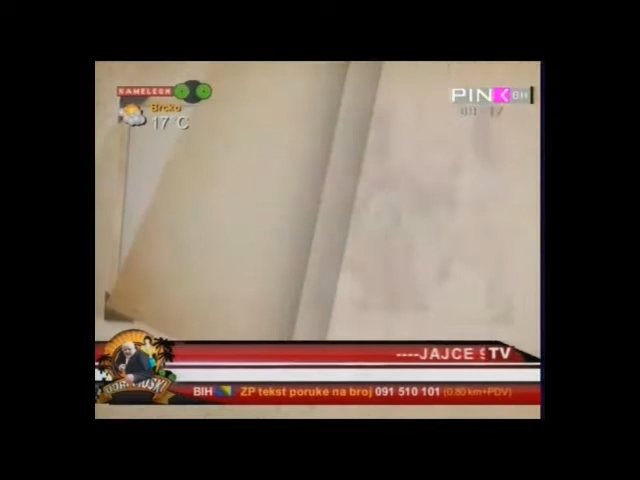 KAMELEON
Brcko
17°C
PINK BH
----JAJCE
TV
BIH ZP tekst poruke na broj 091 510 101 (0.80 km+PDV)